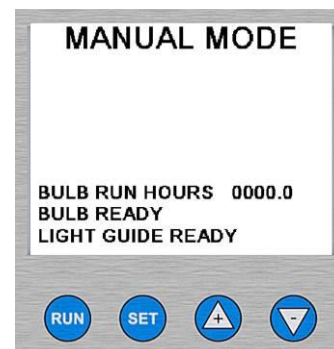 MANUAL MODE
BULB RUN HOURS 0000.0
BULB READY
LIGHT GUIDE READY
RUN SET + -